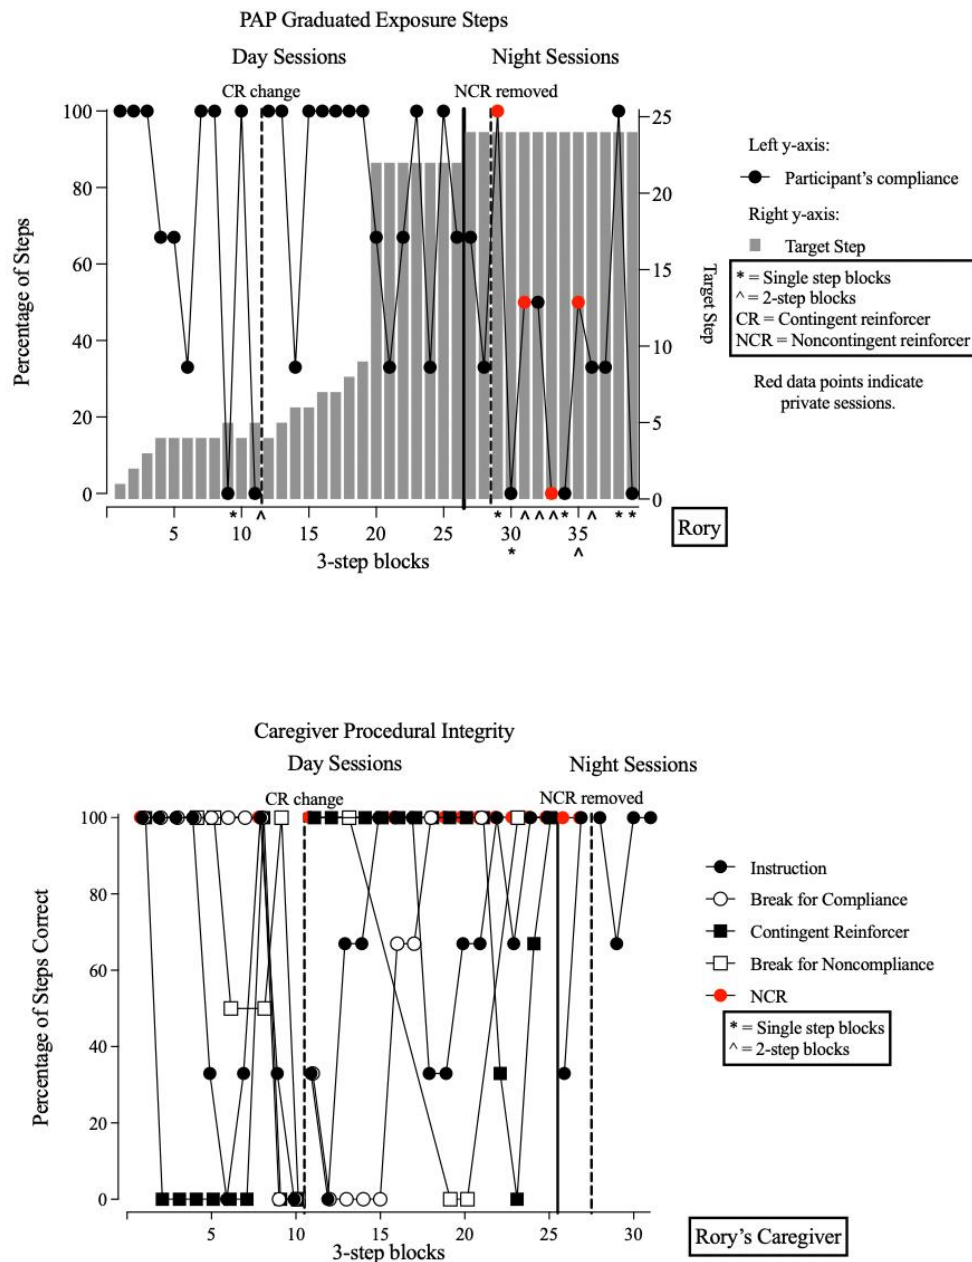 PAP Graduated Exposure Steps
Day Sessions
Night Sessions
CR change
NCR removed
100
80
60
40
20
0
Percentage of Steps
25
20
15
10
5
0
Target Step
* ^ * ^ ^ ^ * ^ * *
5 10 15 20 25 30 35
* ^
3-step blocks
Left y-axis:
Participant's compliance
Right y-axis:
Target Step
* = Single step blocks
^ = 2-step blocks
CR = Contingent reinforcer
NCR = Noncontingent reinforcer
Red data points indicate
private sessions.
Rory
Caregiver Procedural Integrity
Day Sessions
Night Sessions
CR change
NCR removed
100
80
60
40
20
0
Percentage of Steps Correct
5 10 15 20 25 30
3-step blocks
Instruction
Break for Compliance
Contingent Reinforcer
Break for Noncompliance
NCR
* = Single step blocks
^ = 2-step blocks
Rory's Caregiver